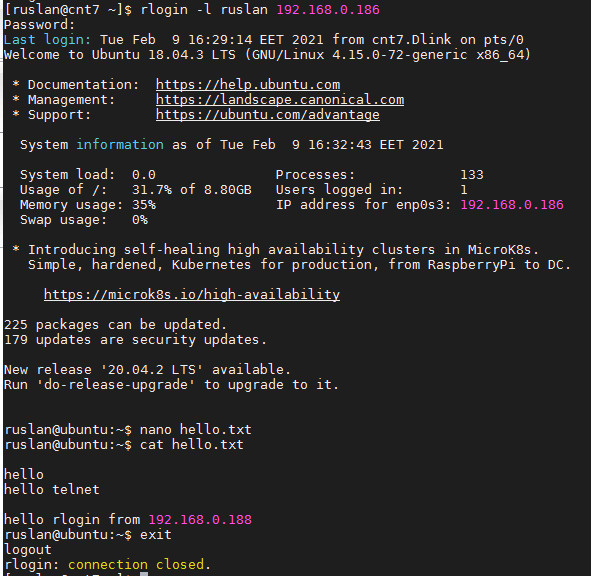 [ruslan@cnt7 ~]$ rlogin -l ruslan 192.168.0.186
Password:
Last login: Tue Feb  9 16:29:14 EET 2021 from cnt7.Dlink on pts/0
Welcome to Ubuntu 18.04.3 LTS (GNU/Linux 4.15.0-72-generic x86_64)
* Documentation:  https://help.ubuntu.com
* Management:     https://landscape.canonical.com
* Support:        https://ubuntu.com/advantage
System information as of Tue Feb  9 16:32:43 EET 2021
System load:  0.0               Processes:             133
Usage of /:   31.7% of 8.80GB   Users logged in:       1
Memory usage: 35%               IP address for enp0s3: 192.168.0.186
Swap usage:   0%
* Introducing self-healing high availability clusters in MicroK8s.
Simple, hardened, Kubernetes for production, from RaspberryPi to DC.
https://microk8s.io/high-availability
225 packages can be updated.
179 updates are security updates.
New release '20.04.2 LTS' available.
Run 'do-release-upgrade' to upgrade to it.
ruslan@ubuntu:~$ nano hello.txt
ruslan@ubuntu:~$ cat hello.txt
hello
hello telnet
hello rlogin from 192.168.0.188
ruslan@ubuntu:~$ exit
logout
rlogin: connection closed.